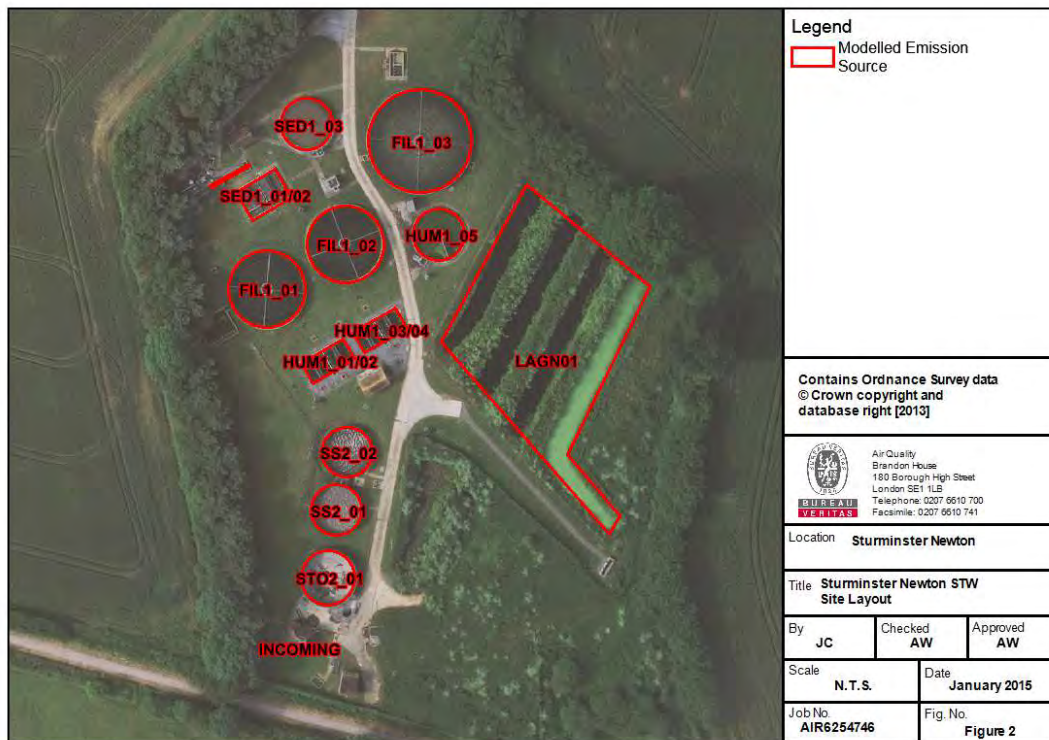 SED1_03
FIL1_03
SED1_01/02
FIL1_02
HUM1_05
FIL1_01
HUM1_03/04
HUM1_01/02
LAGN01
SS2_02
SS2_01
STO2_01
INCOMING
Legend
Modelled Emission
Source
Contains Ordnance Survey data
© Crown copyright and
database right [2013]
BUREAU VERITAS
1828
BUREAU
VERITAS
Air Quality
Brandon House
180 Borough High Street
London SE1 1LB
Telephone: 0207 6610 700
Facsimile: 0207 6610 741
Location Sturminster Newton
Title Sturminster Newton STW
Site Layout
By JC
Checked AW
Approved AW
Scale N.T.S.
Date January 2015
Job No. AIR6254746
Fig. No. Figure 2